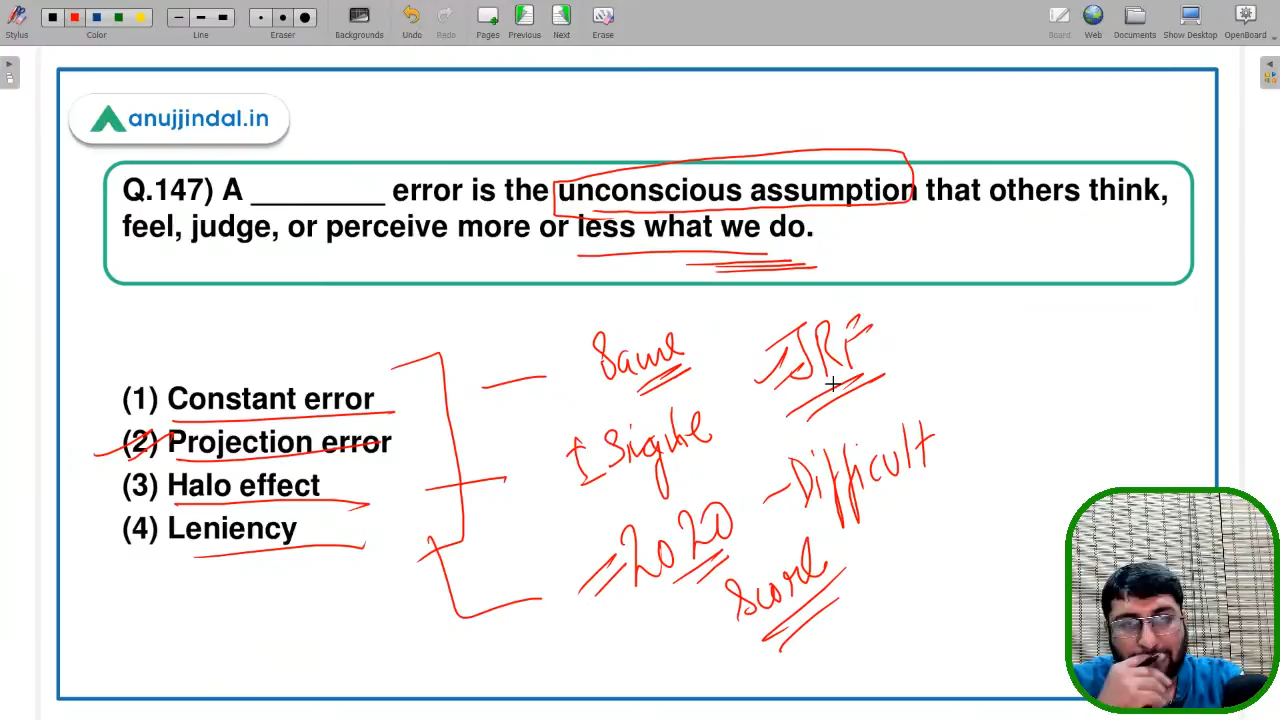 Stylus
Color
Line
Eraser
Backgrounds
Undo
Redo
Pages
Previous
Next
Erase
Board
Web
Documents
Show Desktop
OpenBoard
anujjindal.in
Q.147) A ________ error is the unconscious assumption that others think,
feel, judge, or perceive more or less what we do.
Same
JRF
(1) Constant error
(2) Projection error
(3) Halo effect
(4) Leniency
Difficult
2020
Score